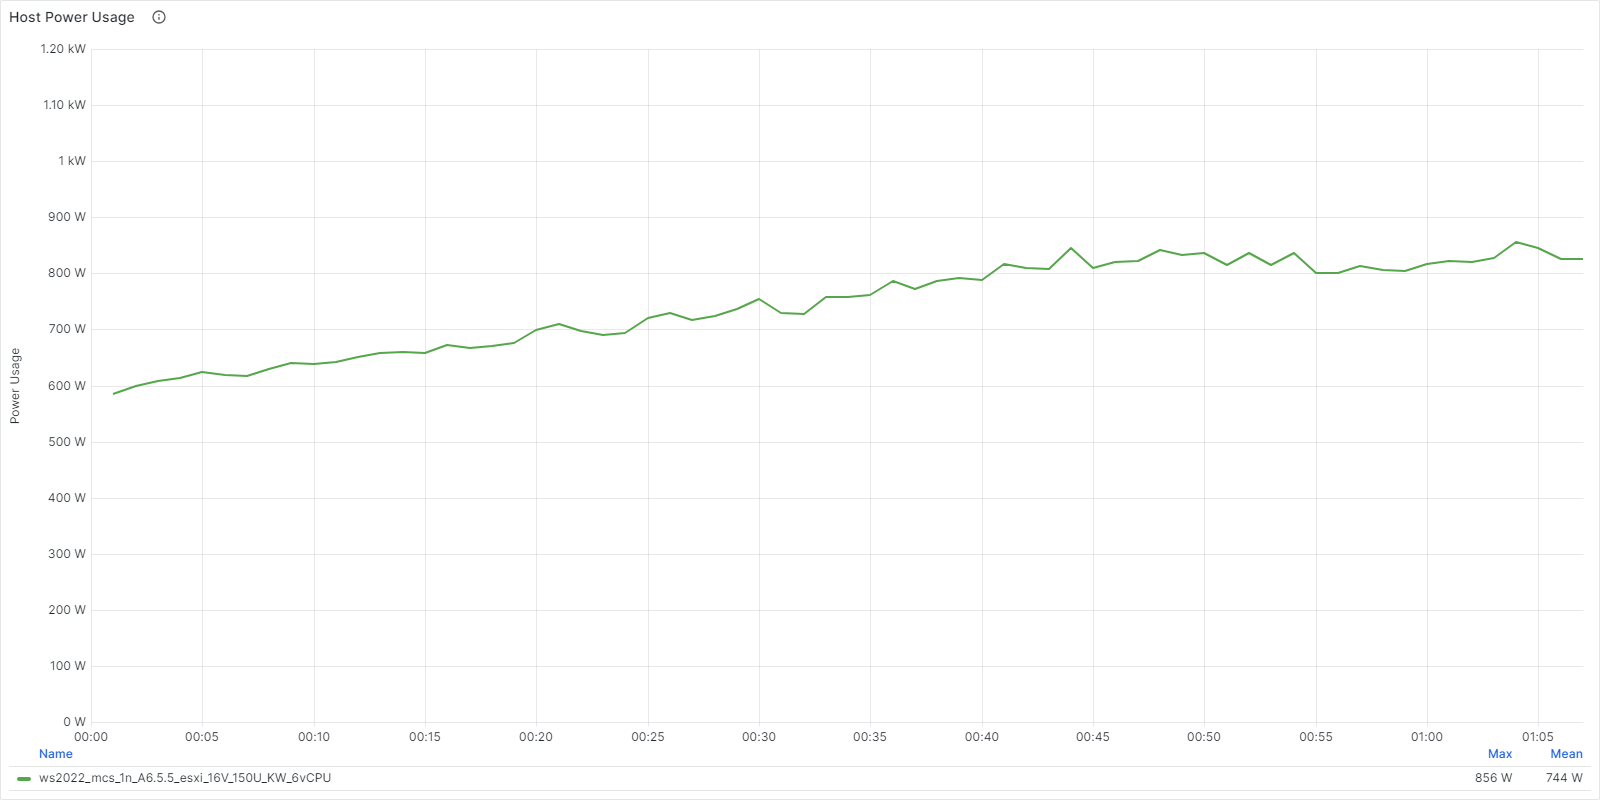 Host Power Usage
1.20 kW
1.10 kW
1 kW
900 W
800 W
700 W
600 W
500 W
400 W
300 W
200 W
100 W
0 W
Power Usage
00:00 00:05 00:10 00:15 00:20 00:25 00:30 00:35 00:40 00:45 00:50 00:55 01:00 01:05
Name Max Mean
ws2022_mcs_1n_A6.5.5_esxi_16V_150U_KW_6vCPU 856 W 744 W